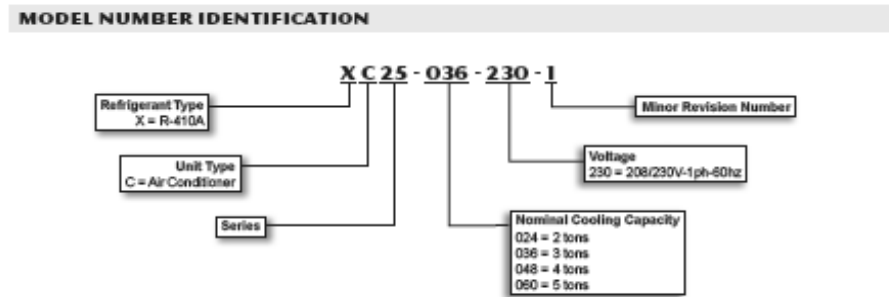 MODEL NUMBER IDENTIFICATION
X C 25 - 036 - 230 - 1
Refrigerant Type
X = R-410A
Minor Revision Number
Unit Type
C = Air Conditioner
Voltage
230 = 208/230V-1ph-60hz
Series
Nominal Cooling Capacity
024 = 2 tons
036 = 3 tons
048 = 4 tons
060 = 5 tons